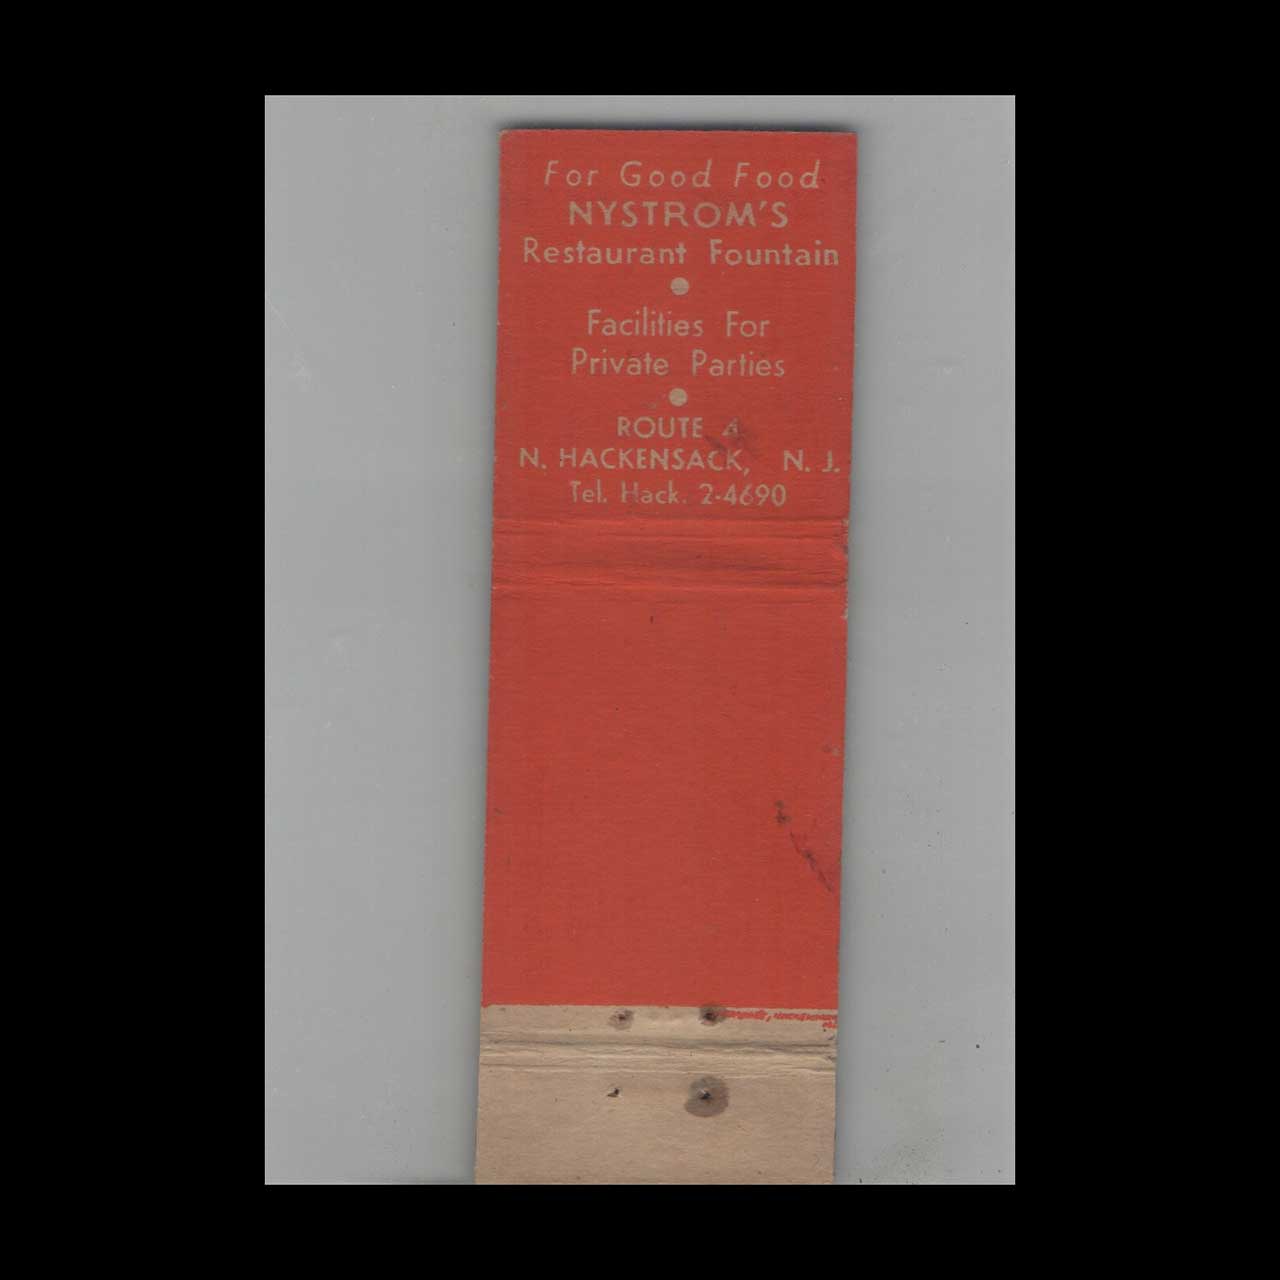 For Good Food
NYSTROM'S
Restaurant Fountain
Facilities For
Private Parties
ROUTE 4
N. HACKENSACK, N. J.
Tel. Hack. 2-4690